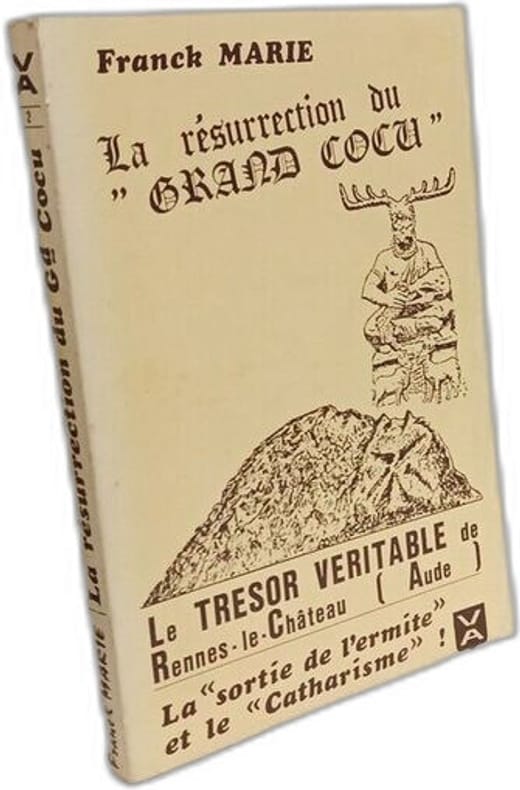 Franck MARIE
La résurrection du
" GRAND COCU "
Le TRESOR VERITABLE de
Rennes-le-Château ( Aude )
La "sortie de l'ermite"
et le "Catharisme" !
VA
VA
2
Franck MARIE La résurrection du Gd Cocu